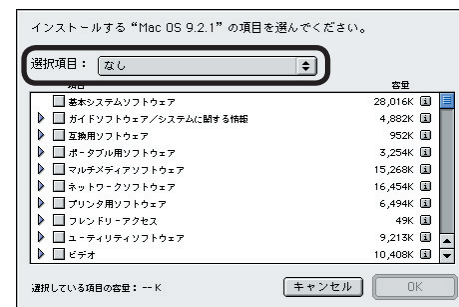 インストールする“Mac OS 9.2.1”の項目を選んでください。
選択項目： なし
項目 容量
基本システムソフトウェア 28,016K
ガイドソフトウェア／システムに関する情報 4,882K
互換用ソフトウェア 952K
ポータブル用ソフトウェア 3,254K
マルチメディアソフトウェア 15,268K
ネットワークソフトウェア 16,454K
プリンタ用ソフトウェア 6,494K
フレンドリーアクセス 49K
ユーティリティソフトウェア 9,213K
ビデオ 10,408K
選択している項目の容量： -- K キャンセル OK